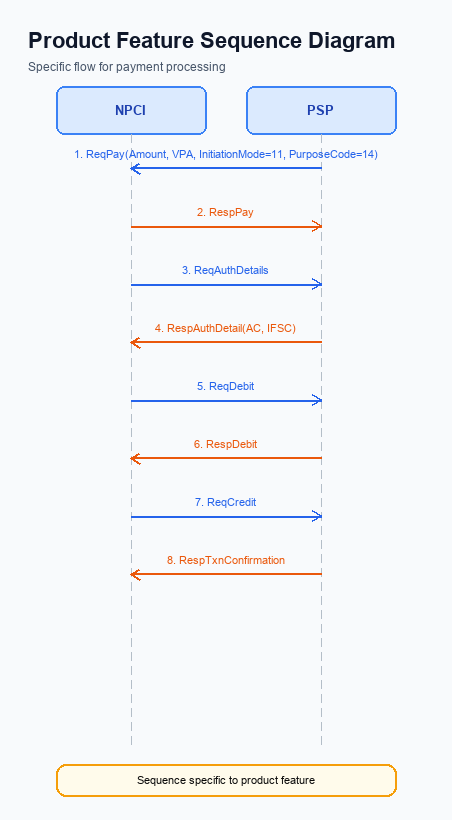 Product Feature Sequence Diagram
Specific flow for payment processing
NPCI
PSP
1. ReqPay(Amount, VPA, InitiationMode=11, PurposeCode=14)
2. RespPay
3. ReqAuthDetails
4. RespAuthDetail(AC, IFSC)
5. ReqDebit
6. RespDebit
7. ReqCredit
8. RespTxnConfirmation
Sequence specific to product feature